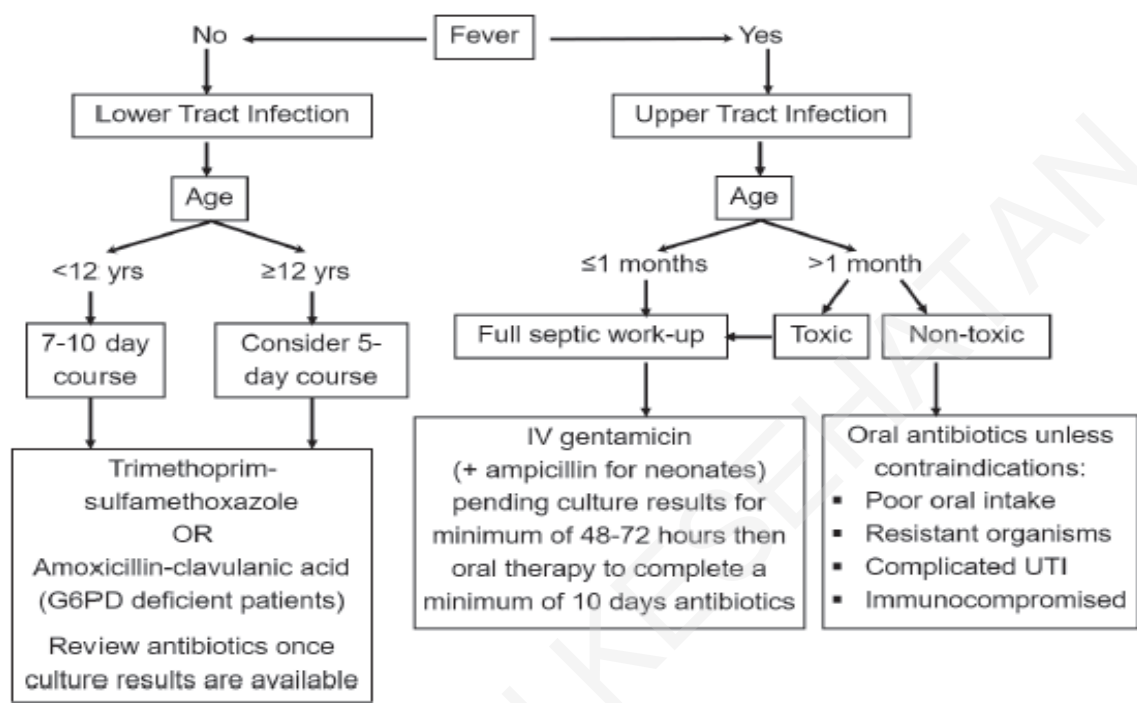 No
Fever
Yes
Lower Tract Infection
Upper Tract Infection
Age
Age
<12 yrs
≥12 yrs
≤1 months
>1 month
7-10 day
course
Consider 5-
day course
Full septic work-up
Toxic
Non-toxic
Trimethoprim-
sulfamethoxazole
OR
Amoxicillin-clavulanic acid
(G6PD deficient patients)
Review antibiotics once
culture results are available
IV gentamicin
(+ ampicillin for neonates)
pending culture results for
minimum of 48-72 hours then
oral therapy to complete a
minimum of 10 days antibiotics
Oral antibiotics unless
contraindications:
▪ Poor oral intake
▪ Resistant organisms
▪ Complicated UTI
▪ Immunocompromised
KESEHATAN